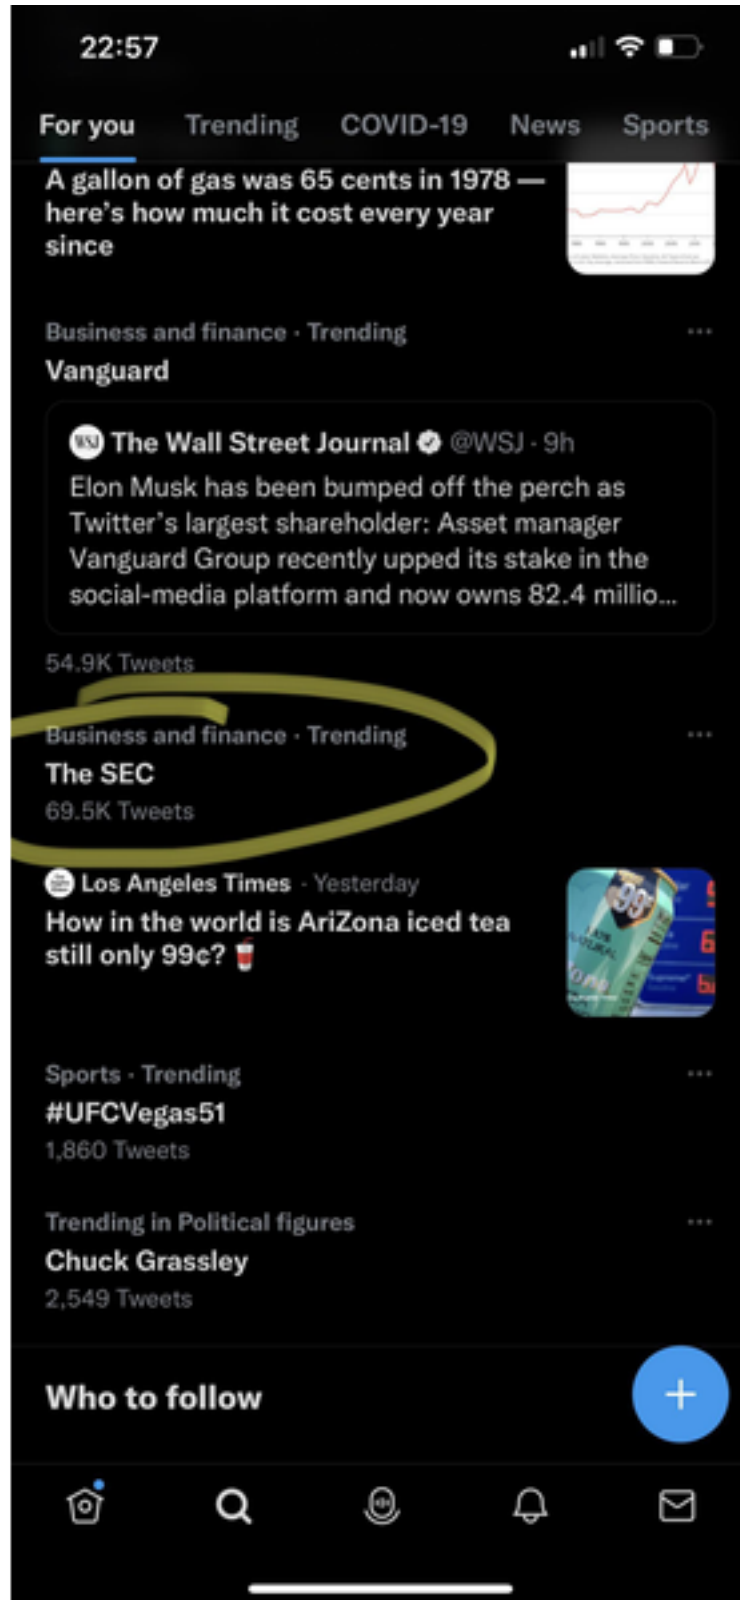 22:57
For you Trending COVID-19 News Sports
A gallon of gas was 65 cents in 1978 —
here's how much it cost every year
since
Business and finance · Trending
Vanguard
WSJ The Wall Street Journal @WSJ · 9h
Elon Musk has been bumped off the perch as
Twitter's largest shareholder: Asset manager
Vanguard Group recently upped its stake in the
social-media platform and now owns 82.4 millio...
54.9K Tweets
Business and finance · Trending
The SEC
69.5K Tweets
Los Angeles Times · Yesterday
How in the world is AriZona iced tea
still only 99¢? 🥤
99¢
Sports · Trending
#UFCVegas51
1,860 Tweets
Trending in Political figures
Chuck Grassley
2,549 Tweets
Who to follow